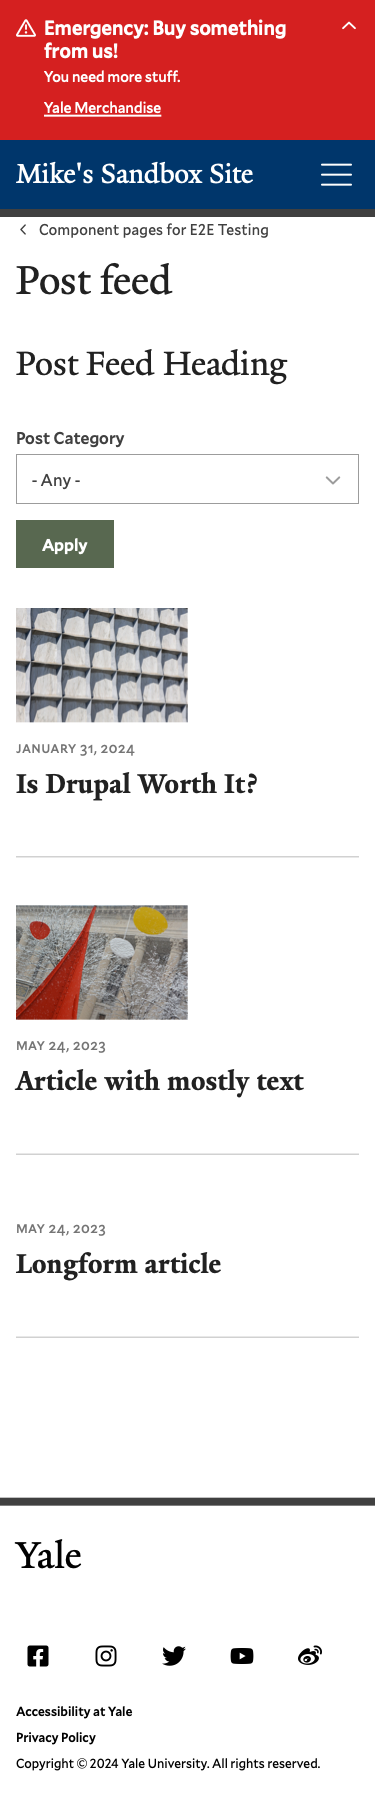 Emergency: Buy something
from us!
You need more stuff.
Yale Merchandise
Mike's Sandbox Site
Component pages for E2E Testing
Post feed
Post Feed Heading
Post Category
- Any -
Apply
JANUARY 31, 2024
Is Drupal Worth It?
MAY 24, 2023
Article with mostly text
MAY 24, 2023
Longform article
Yale
Accessibility at Yale
Privacy Policy
Copyright © 2024 Yale University. All rights reserved.